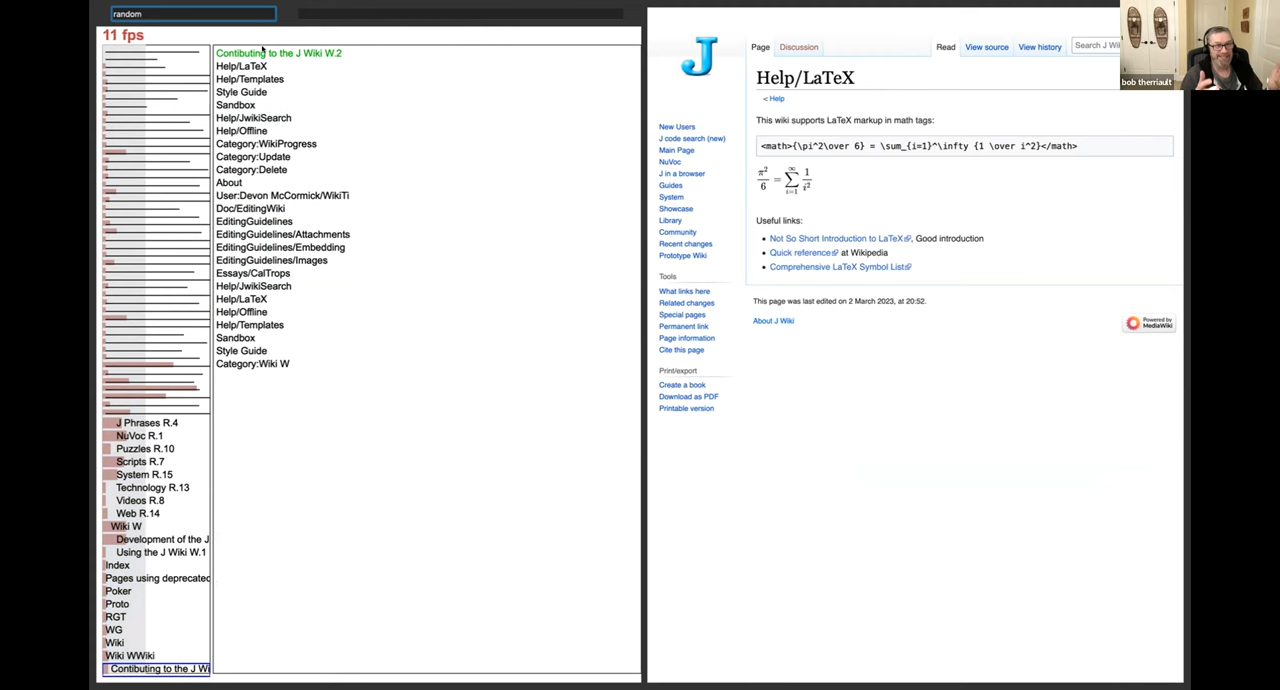 random
11 fps
J Phrases R.4
NuVoc R.1
Puzzles R.10
Scripts R.7
System R.15
Technology R.13
Videos R.8
Web R.14
Wiki W
Development of the J
Using the J Wiki W.1
Index
Pages using deprecated
Poker
Proto
RGT
WG
Wiki
Wiki WWiki
Contibuting to the J Wi
Contibuting to the J Wiki W.2
Help/LaTeX
Help/Templates
Style Guide
Sandbox
Help/JwikiSearch
Help/Offline
Category:WikiProgress
Category:Update
Category:Delete
About
User:Devon McCormick/WikiTi
Doc/EditingWiki
EditingGuidelines
EditingGuidelines/Attachments
EditingGuidelines/Embedding
EditingGuidelines/Images
Essays/CalTrops
Help/JwikiSearch
Help/LaTeX
Help/Offline
Help/Templates
Sandbox
Style Guide
Category:Wiki W
J
New Users
J code search (new)
Main Page
NuVoc
J in a browser
Guides
System
Showcase
Library
Community
Recent changes
Prototype Wiki
Tools
What links here
Related changes
Special pages
Permanent link
Page information
Cite this page
Print/export
Create a book
Download as PDF
Printable version
Page Discussion Read View source View history Search J Wi
Help/LaTeX
< Help
This wiki supports LaTeX markup in math tags:
<math>{\pi^2\over 6} = \sum_{i=1}^\infty {1 \over i^2}</math>
π²/6 = ∑_{i=1}^∞ 1/i²
Useful links:
Not So Short Introduction to LaTeX, Good introduction
Quick reference at Wikipedia
Comprehensive LaTeX Symbol List
This page was last edited on 2 March 2023, at 20:52.
About J Wiki
Powered by
MediaWiki
bob therriault